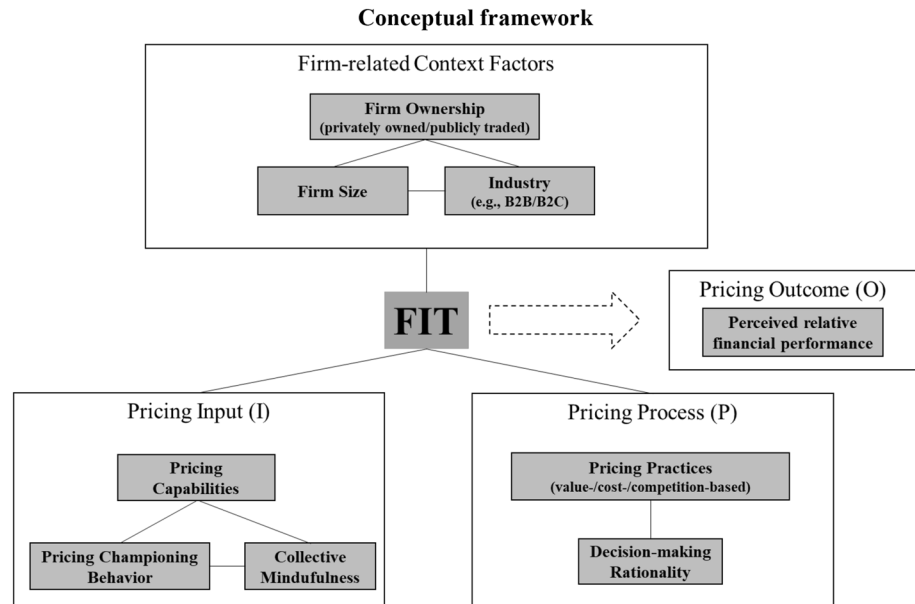 Conceptual framework
Firm-related Context Factors
Firm Ownership
(privately owned/publicly traded)
Firm Size
Industry
(e.g., B2B/B2C)
FIT
Pricing Outcome (O)
Perceived relative
financial performance
Pricing Input (I)
Pricing
Capabilities
Pricing Championing
Behavior
Collective
Mindufulness
Pricing Process (P)
Pricing Practices
(value-/cost-/competition-based)
Decision-making
Rationality